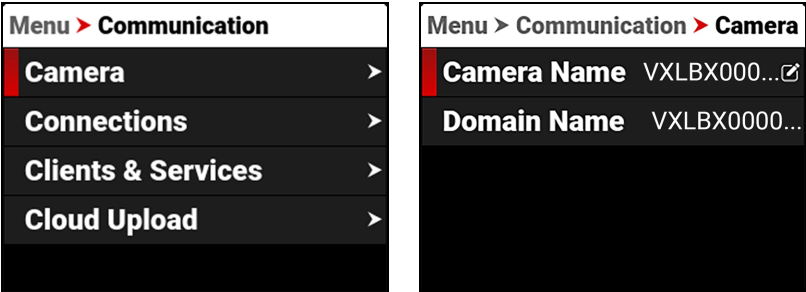 Menu ➤ Communication
Camera
Connections
Clients & Services
Cloud Upload
Menu ➤ Communication ➤ Camera
Camera Name VXLBX000...
Domain Name VXLBX0000...